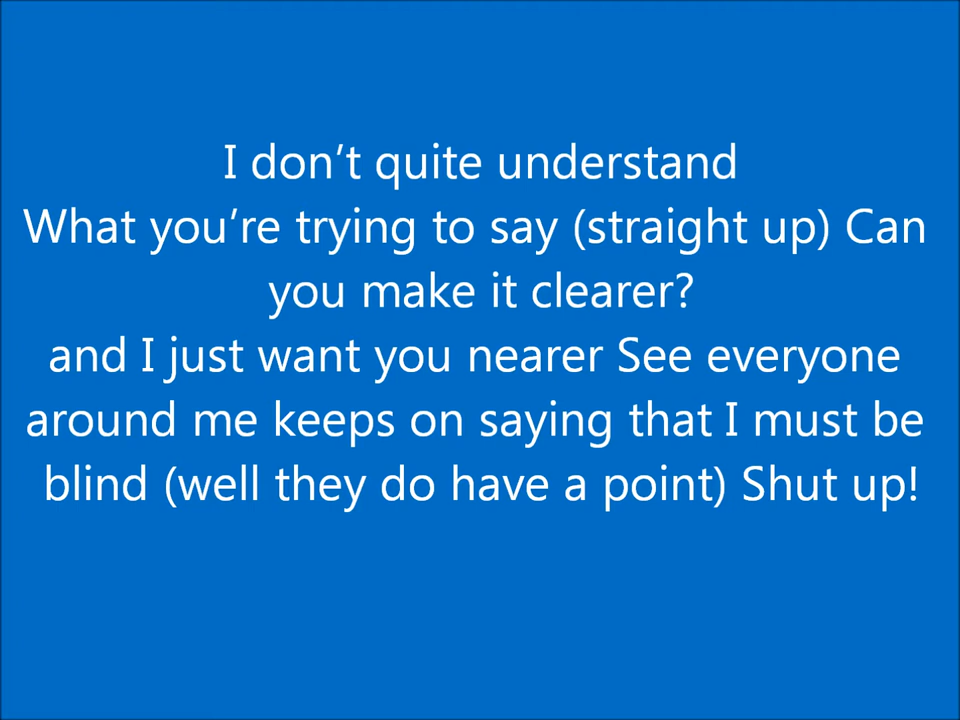 I don’t quite understand
What you’re trying to say (straight up) Can
you make it clearer?
and I just want you nearer See everyone
around me keeps on saying that I must be
blind (well they do have a point) Shut up!